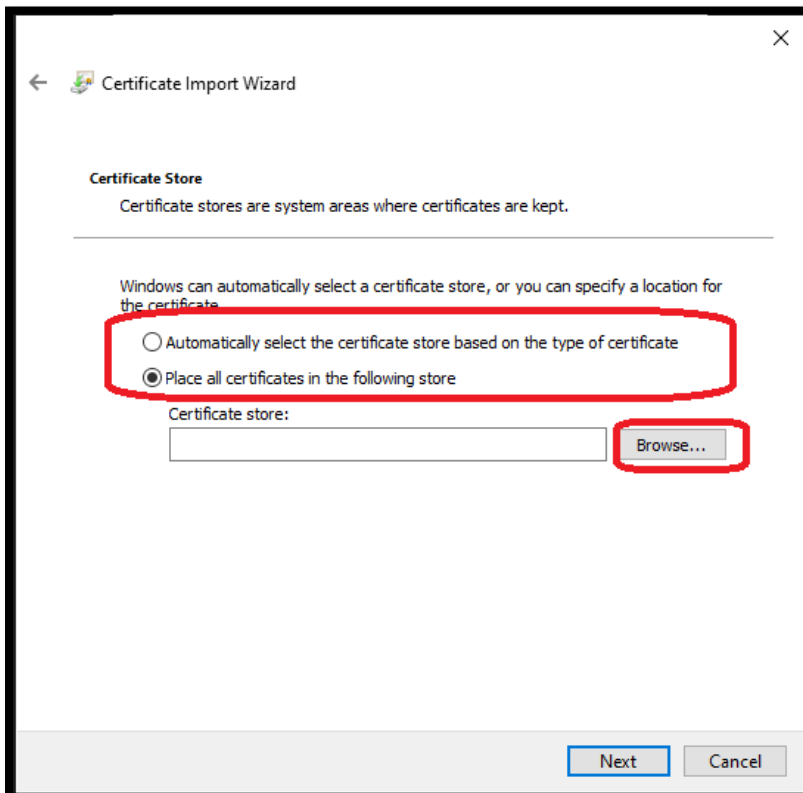 Certificate Import Wizard
Certificate Store
Certificate stores are system areas where certificates are kept.
Windows can automatically select a certificate store, or you can specify a location for
the certificate.
Automatically select the certificate store based on the type of certificate
Place all certificates in the following store
Certificate store:
Browse...
Next
Cancel